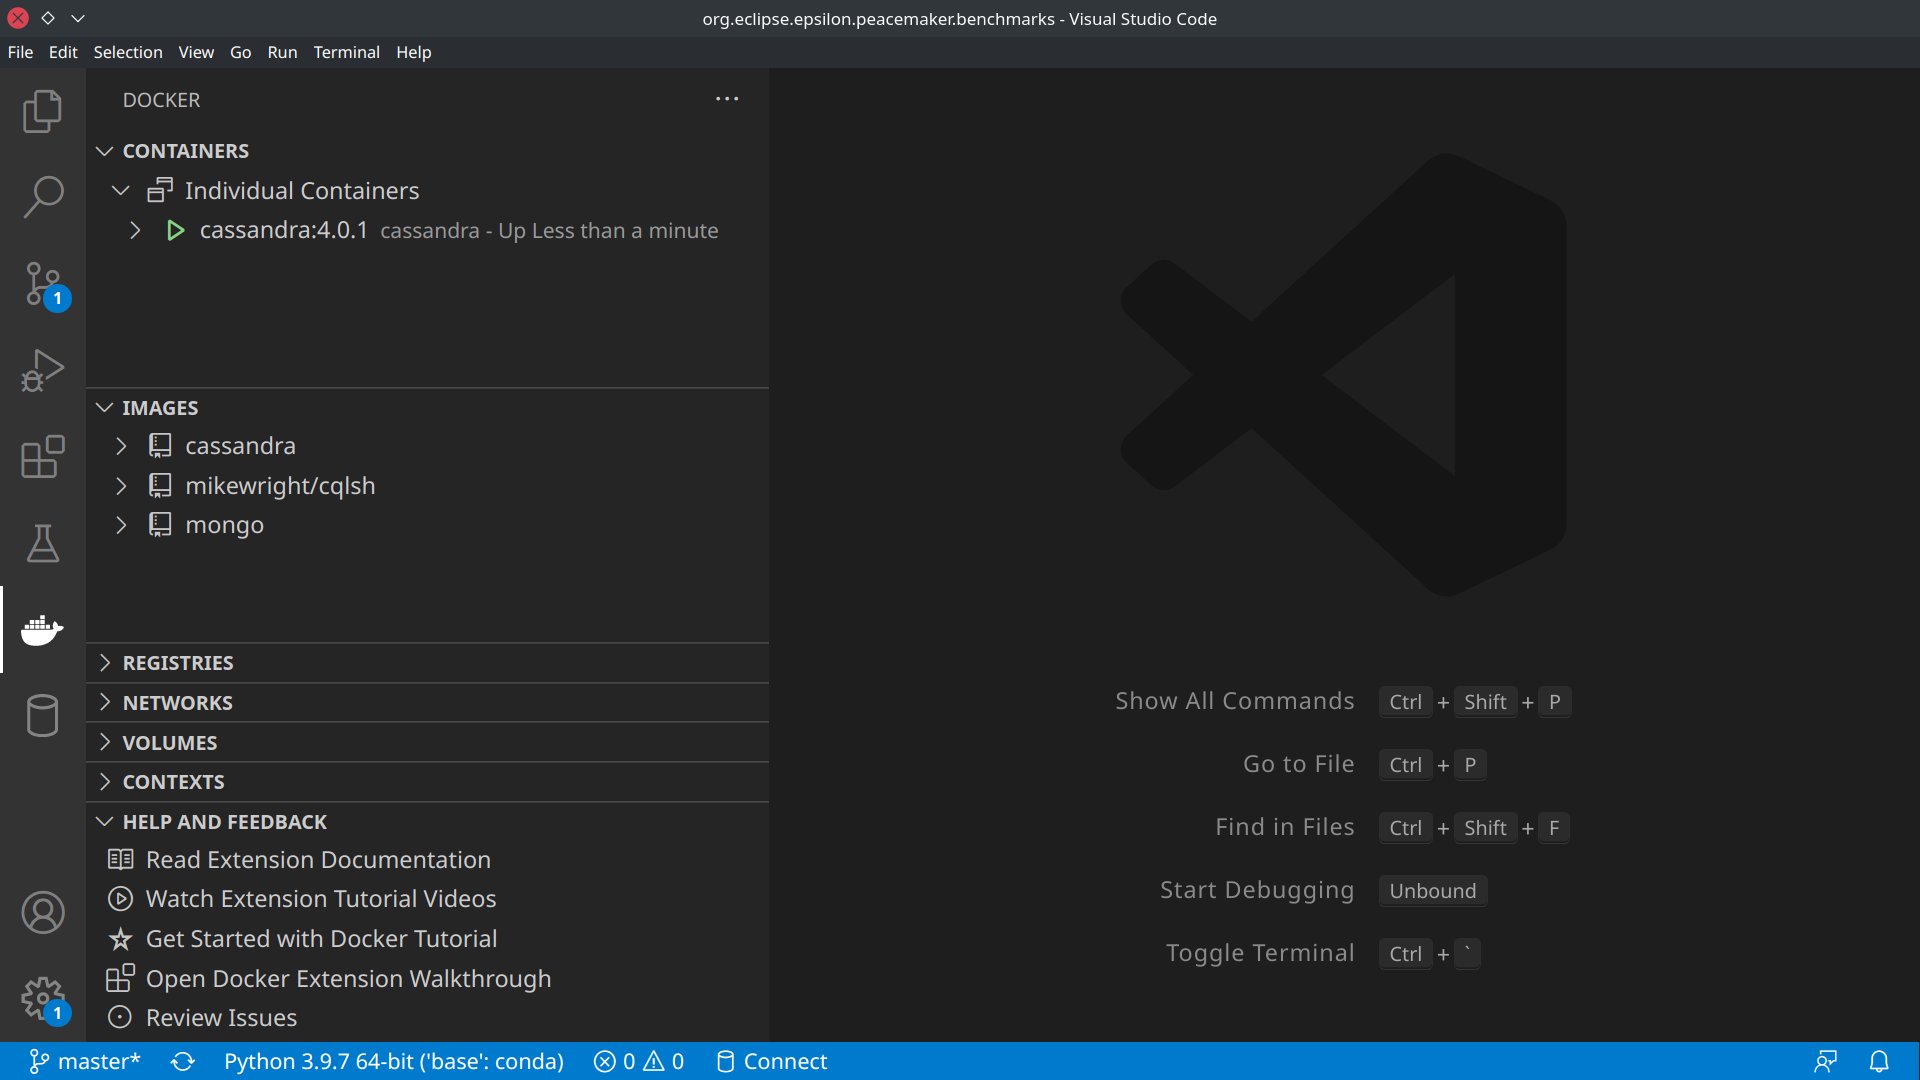 org.eclipse.epsilon.peacemaker.benchmarks - Visual Studio Code
File Edit Selection View Go Run Terminal Help
DOCKER
CONTAINERS
Individual Containers
cassandra:4.0.1 cassandra - Up Less than a minute
1
IMAGES
cassandra
mikewright/cqlsh
mongo
REGISTRIES
NETWORKS
VOLUMES
CONTEXTS
HELP AND FEEDBACK
Read Extension Documentation
Watch Extension Tutorial Videos
Get Started with Docker Tutorial
Open Docker Extension Walkthrough
1
Review Issues
Show All Commands Ctrl + Shift + P
Go to File Ctrl + P
Find in Files Ctrl + Shift + F
Start Debugging Unbound
Toggle Terminal Ctrl + `
master* Python 3.9.7 64-bit ('base': conda) 0 0 Connect